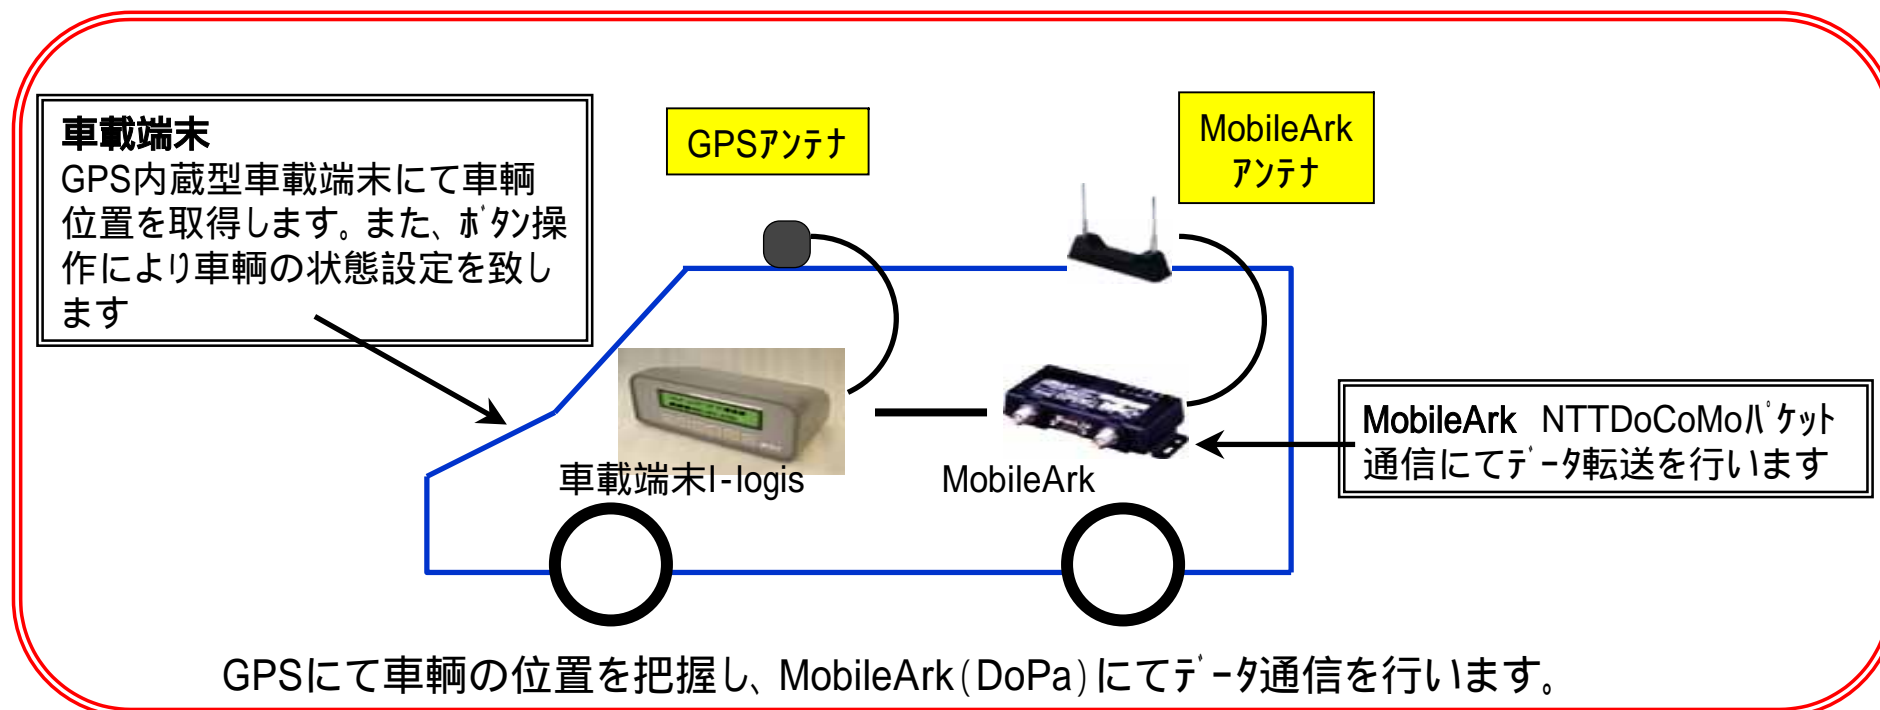 車載端末
GPS内蔵型車載端末にて車輌
位置を取得します。また、ﾎﾞﾀﾝ操
作により車輌の状態設定を致し
ます
GPSｱﾝﾃﾅ
MobileArk
ｱﾝﾃﾅ
車載端末I-logis
MobileArk
MobileArk NTTDoCoMoﾊﾟｹｯﾄ
通信にてﾃﾞｰﾀ転送を行います
GPSにて車輌の位置を把握し、MobileArk(DoPa)にてﾃﾞｰﾀ通信を行います。